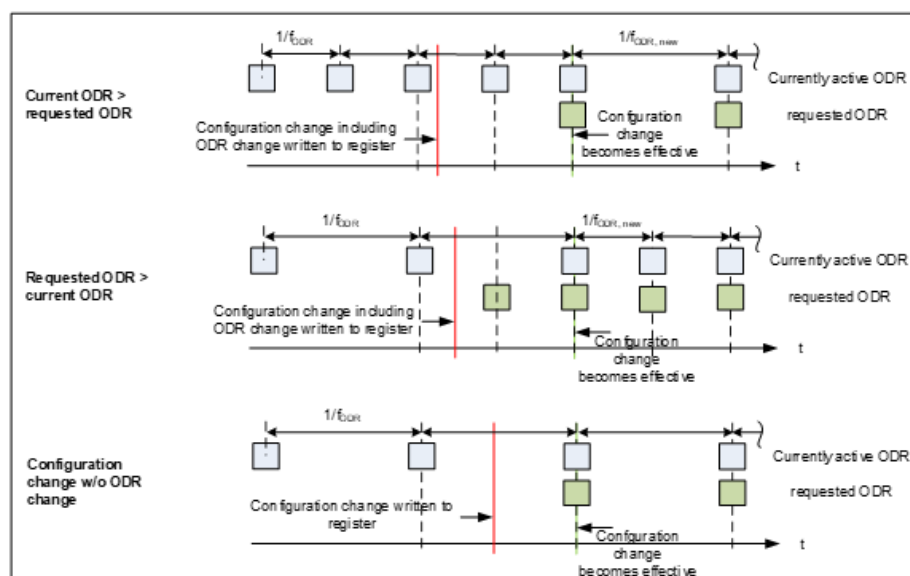 1/fODR
1/fODR, new
Current ODR >
requested ODR
Currently active ODR
requested ODR
Configuration change including
ODR change written to register
Configuration
change
becomes effective
t
1/fODR
1/fODR, new
Requested ODR >
current ODR
Currently active ODR
requested ODR
Configuration change including
ODR change written to register
Configuration
change
becomes effective
t
1/fODR
Configuration
change w/o ODR
change
Currently active ODR
requested ODR
Configuration change written to
register
Configuration
change
becomes effective
t